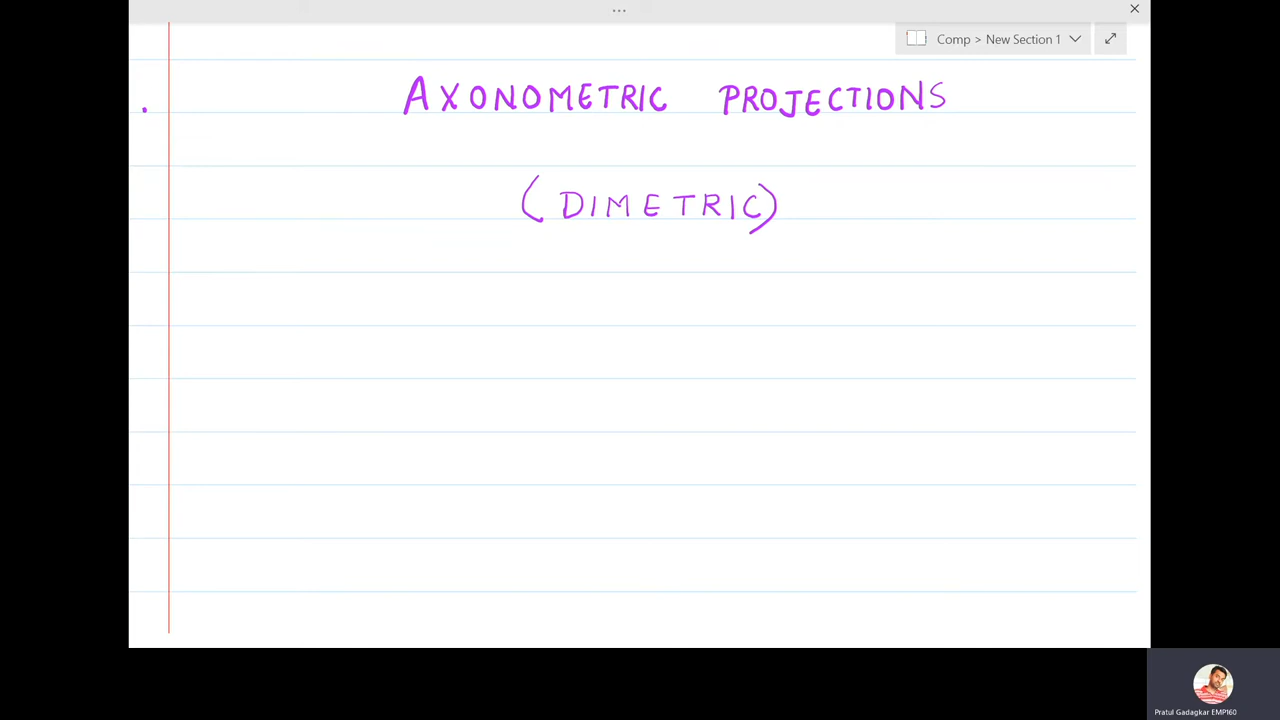 Comp > New Section 1
AXONOMETRIC PROJECTIONS
(DIMETRIC)
Pratul Gadagkar EMP160